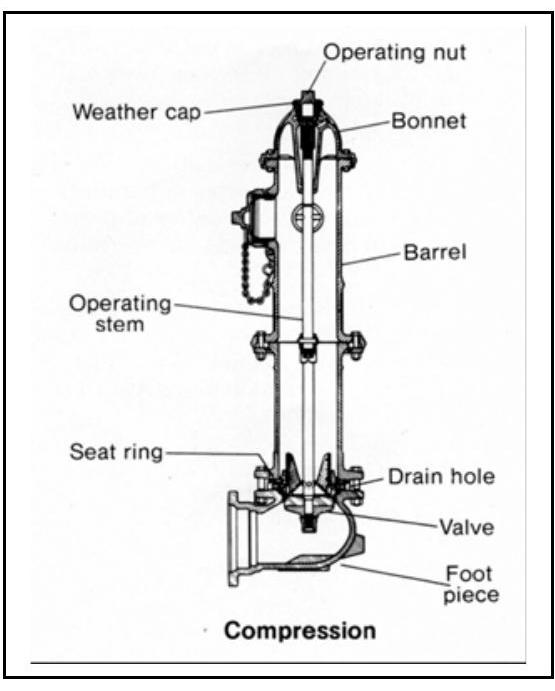 Operating nut
Weather cap
Bonnet
Barrel
Operating
stem
Seat ring
Drain hole
Valve
Foot
piece
Compression